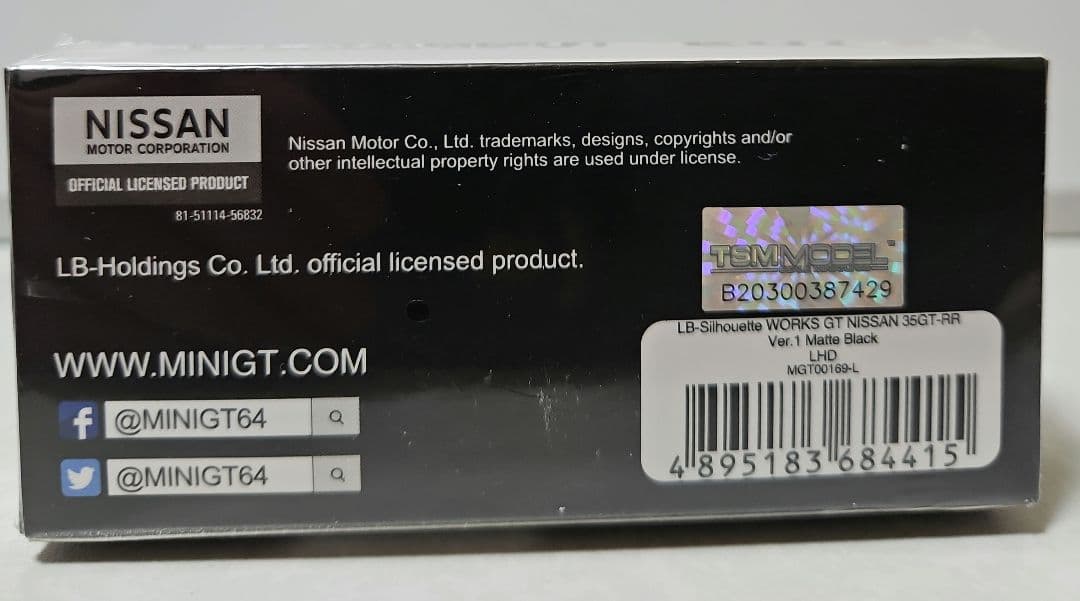 NISSAN
MOTOR CORPORATION
OFFICIAL LICENSED PRODUCT
81-51114-56832
Nissan Motor Co., Ltd. trademarks, designs, copyrights and/or
other intellectual property rights are used under license.
LB-Holdings Co. Ltd. official licensed product.
TSMMODEL
B20300387429
WWW.MINIGT.COM
@MINIGT64
@MINIGT64
LB-Silhouette WORKS GT NISSAN 35GT-RR
Ver.1 Matte Black
LHD
MGT00169-L
4 895183 684415